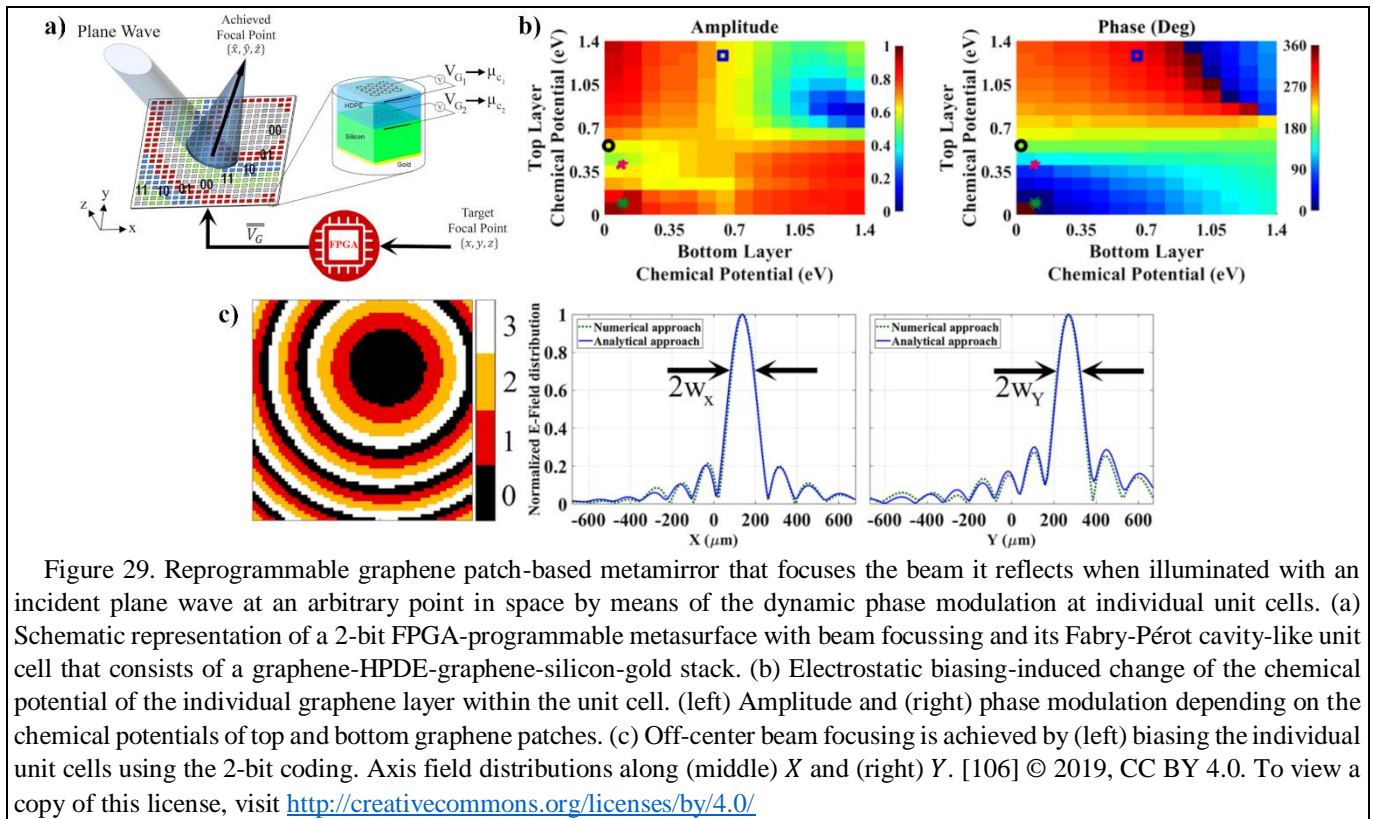 a)
Plane Wave
Achieved
Focal Point
{x̂, ŷ, ẑ}
V_G1 → μ_c1
V_G2 → μ_c2
V
V
HDPE
Silicon
Gold
00
01
10
11
00
01
10
11
y
z
x
V_G
FPGA
Target
Focal Point
{x, y, z}
b)
Amplitude
Top Layer
Chemical Potential (eV)
1.4
1.05
0.7
0.35
0
0 0.35 0.7 1.05 1.4
Bottom Layer
Chemical Potential (eV)
1
0.8
0.6
0.4
0.2
0
Phase (Deg)
Top Layer
Chemical Potential (eV)
1.4
1.05
0.7
0.35
0
0 0.35 0.7 1.05 1.4
Bottom Layer
Chemical Potential (eV)
360
270
180
90
0
c)
3
2
1
0
Normalized E-Field distribution
1
0.8
0.6
0.4
0.2
0
Numerical approach
Analytical approach
2w_x
-600 -400 -200 0 200 400 600
X (μm)
Numerical approach
Analytical approach
2w_Y
-600 -400 -200 0 200 400 600
Y (μm)
Figure 29. Reprogrammable graphene patch-based metamirror that focuses the beam it reflects when illuminated with an
incident plane wave at an arbitrary point in space by means of the dynamic phase modulation at individual unit cells. (a)
Schematic representation of a 2-bit FPGA-programmable metasurface with beam focussing and its Fabry-Pérot cavity-like unit
cell that consists of a graphene-HPDE-graphene-silicon-gold stack. (b) Electrostatic biasing-induced change of the chemical
potential of the individual graphene layer within the unit cell. (left) Amplitude and (right) phase modulation depending on the
chemical potentials of top and bottom graphene patches. (c) Off-center beam focusing is achieved by (left) biasing the individual
unit cells using the 2-bit coding. Axis field distributions along (middle) X and (right) Y. [106] © 2019, CC BY 4.0. To view a
copy of this license, visit http://creativecommons.org/licenses/by/4.0/